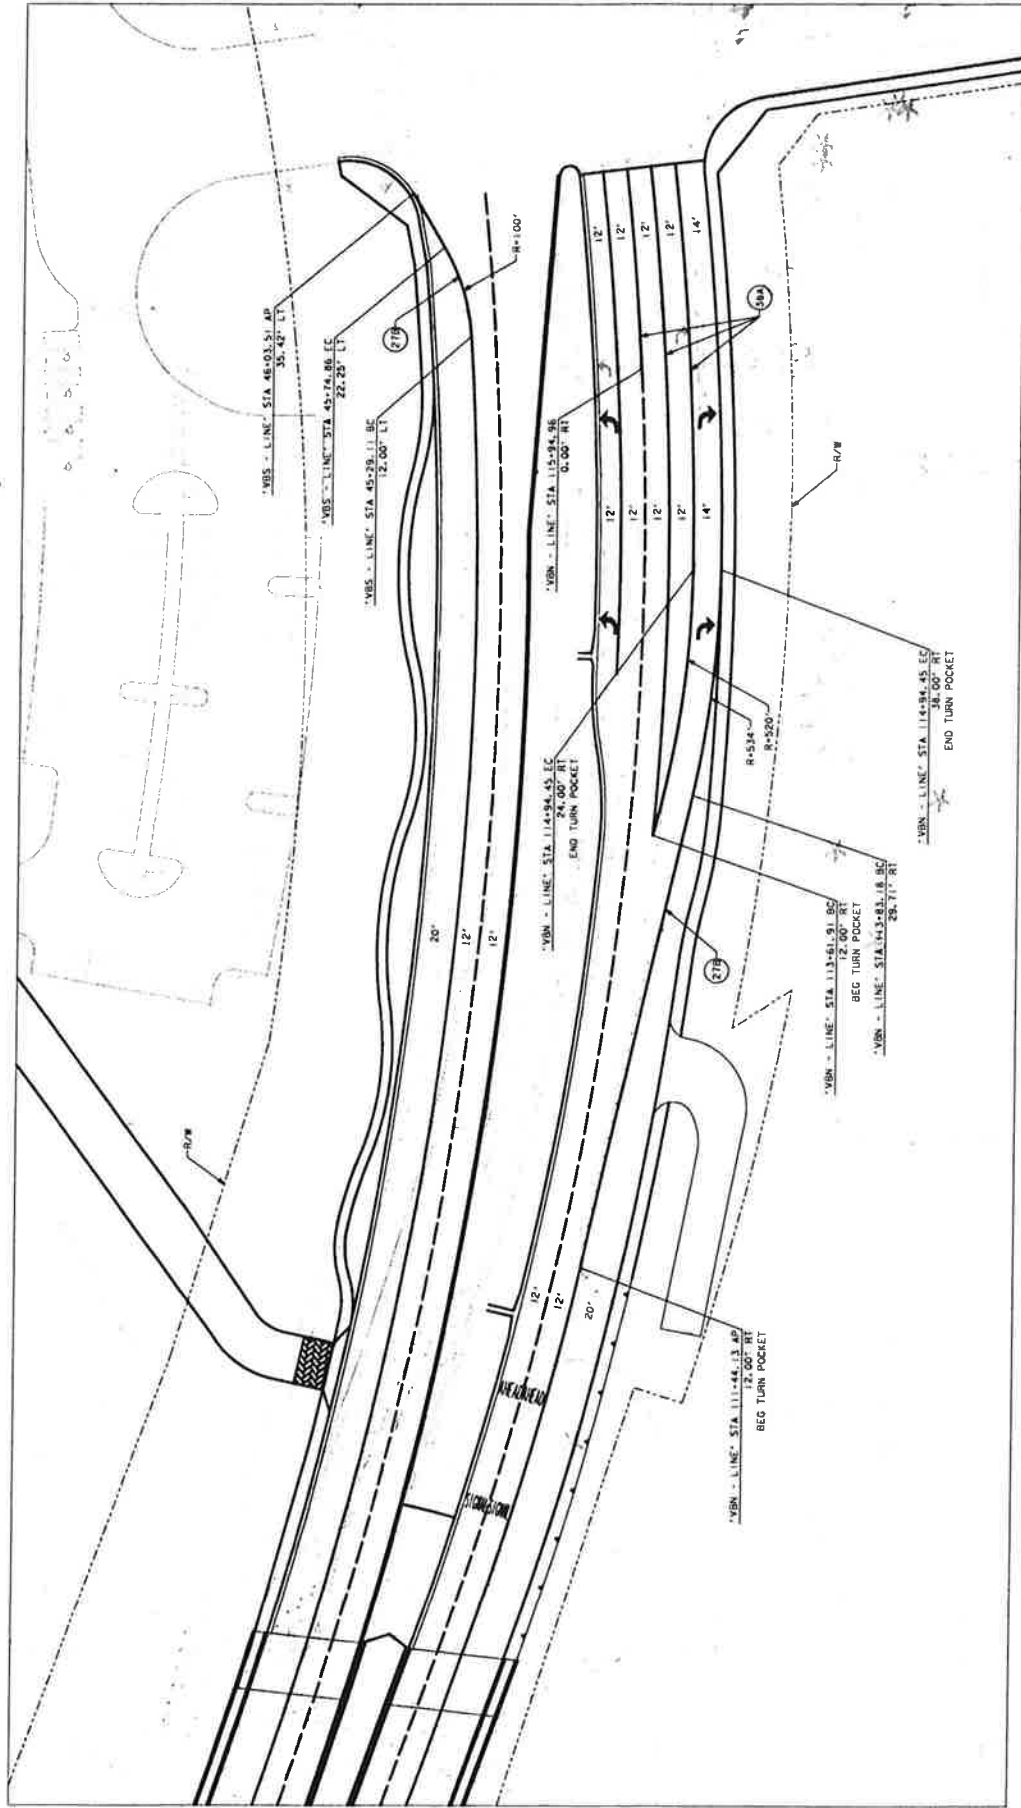 "VBS - LINE" STA 46+03.51 AP
35.42' LT
"VBS - LINE" STA 45+74.86 EC
22.25' LT
27B
"VBS - LINE" STA 45+29.11 BC
12.00' LT
R=100'
"VBN - LINE" STA 115+94.96
0.00' RT
12'
12'
12'
12'
14'
38A
12'
12'
12'
12'
14'
R/W
"VBN - LINE" STA 114+94.45 EC
24.00' RT
END TURN POCKET
R=534'
R=520'
"VBN - LINE" STA 114+94.45 EC
38.00' RT
END TURN POCKET
20'
12'
12'
27B
"VBN - LINE" STA 113+61.91 BC
12.00' RT
BEG TURN POCKET
"VBN - LINE" STA 113+83.18 BC
29.71' RT
R/W
12'
12'
20'
AHEAD AHEAD
SIGNAL SIGNAL
"VBN - LINE" STA 111+44.13 AP
12.00' RT
BEG TURN POCKET